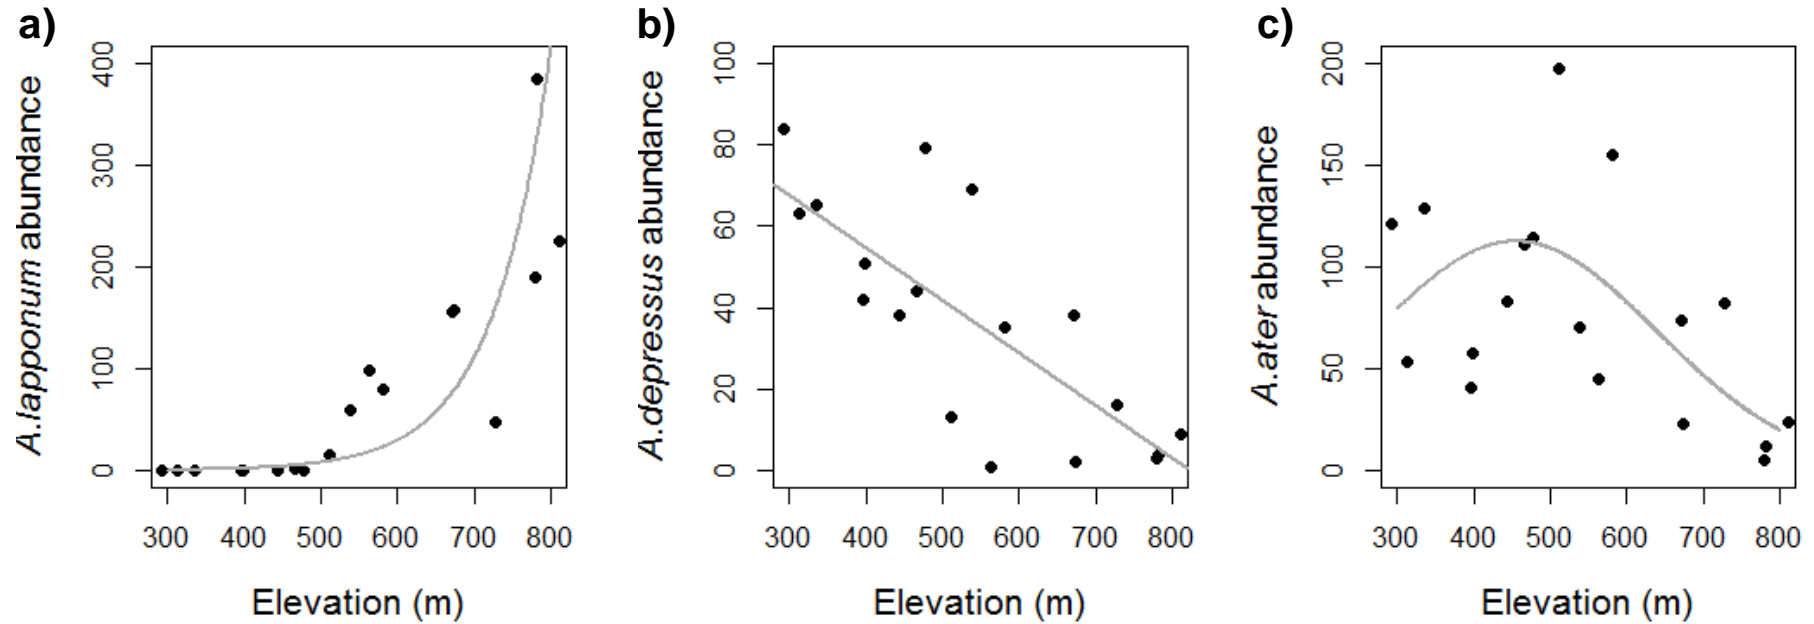 a)
A.lapponum abundance
400
300
200
100
0
300 400 500 600 700 800
Elevation (m)
b)
A.depressus abundance
100
80
60
40
20
0
300 400 500 600 700 800
Elevation (m)
c)
A.ater abundance
200
150
100
50
0
300 400 500 600 700 800
Elevation (m)